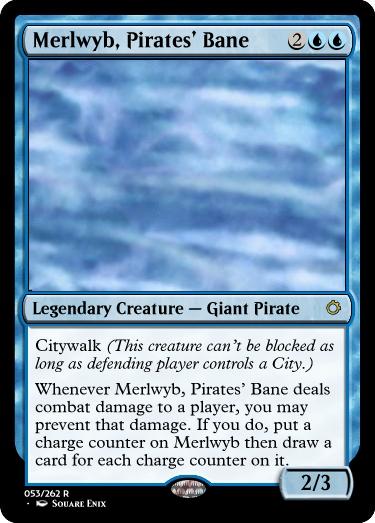 Merlwyb, Pirates' Bane 2
Legendary Creature — Giant Pirate
Citywalk (This creature can't be blocked as
long as defending player controls a City.)
Whenever Merlwyb, Pirates' Bane deals
combat damage to a player, you may
prevent that damage. If you do, put a
charge counter on Merlwyb then draw a
card for each charge counter on it.
2/3
053/262 R
· Square Enix